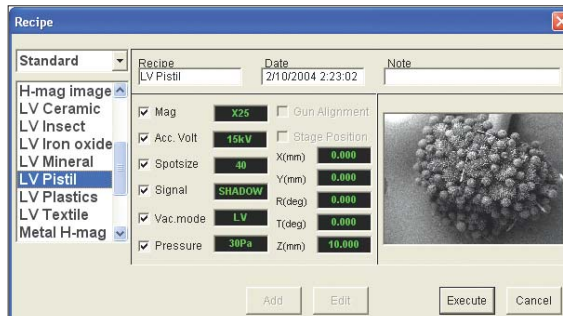 Recipe
Standard
Recipe Date Note
LV Pistil 2/10/2004 2:23:02
H-mag image
LV Ceramic
LV Insect
LV Iron oxide
LV Mineral
LV Pistil
LV Plastics
LV Textile
Metal H-mag
Mag X25 Gun Alignment
Acc. Volt 15kV Stage Position
Spotsize 40 X(mm) 0.000
Y(mm) 0.000
Signal SHADOW R(deg) 0.000
Vac.mode LV T(deg) 0.000
Pressure 30Pa Z(mm) 10.000
Add Edit Execute Cancel